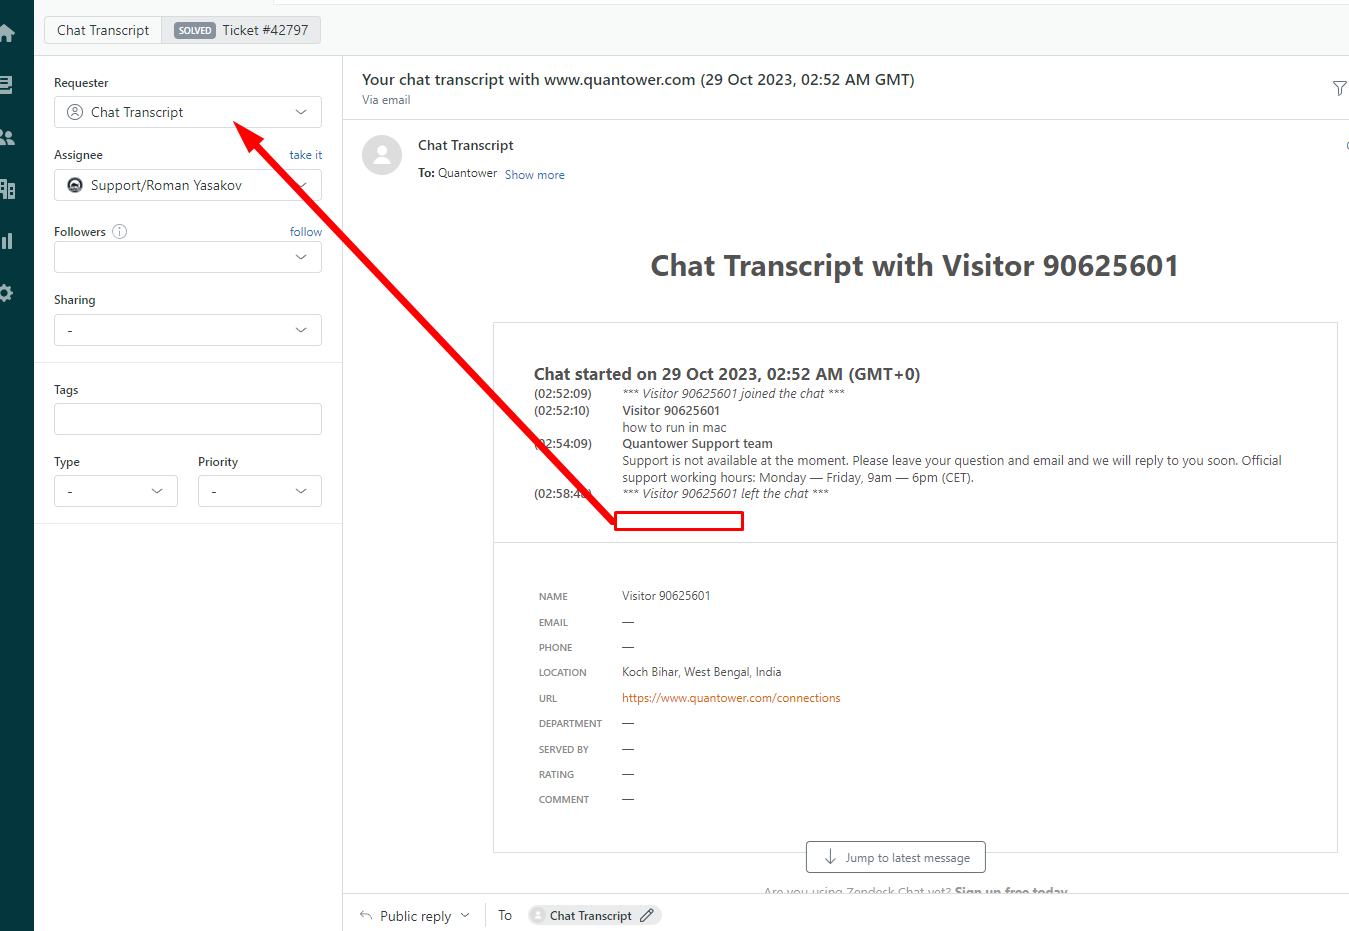 Chat Transcript
SOLVED Ticket #42797
Requester
Chat Transcript
Assignee take it
Support/Roman Yasakov
Followers follow
Sharing
-
Tags
Type Priority
- -
Your chat transcript with www.quantower.com (29 Oct 2023, 02:52 AM GMT)
Via email
Chat Transcript
To: Quantower Show more
Chat Transcript with Visitor 90625601
Chat started on 29 Oct 2023, 02:52 AM (GMT+0)
(02:52:09) *** Visitor 90625601 joined the chat ***
(02:52:10) Visitor 90625601
how to run in mac
(02:54:09) Quantower Support team
Support is not available at the moment. Please leave your question and email and we will reply to you soon. Official
support working hours: Monday — Friday, 9am — 6pm (CET).
*** Visitor 90625601 left the chat ***
NAME Visitor 90625601
EMAIL —
PHONE —
LOCATION Koch Bihar, West Bengal, India
URL https://www.quantower.com/connections
DEPARTMENT —
SERVED BY —
RATING —
COMMENT —
Jump to latest message
Are you using Zendesk Chat yet? Sign up free today
Public reply To Chat Transcript